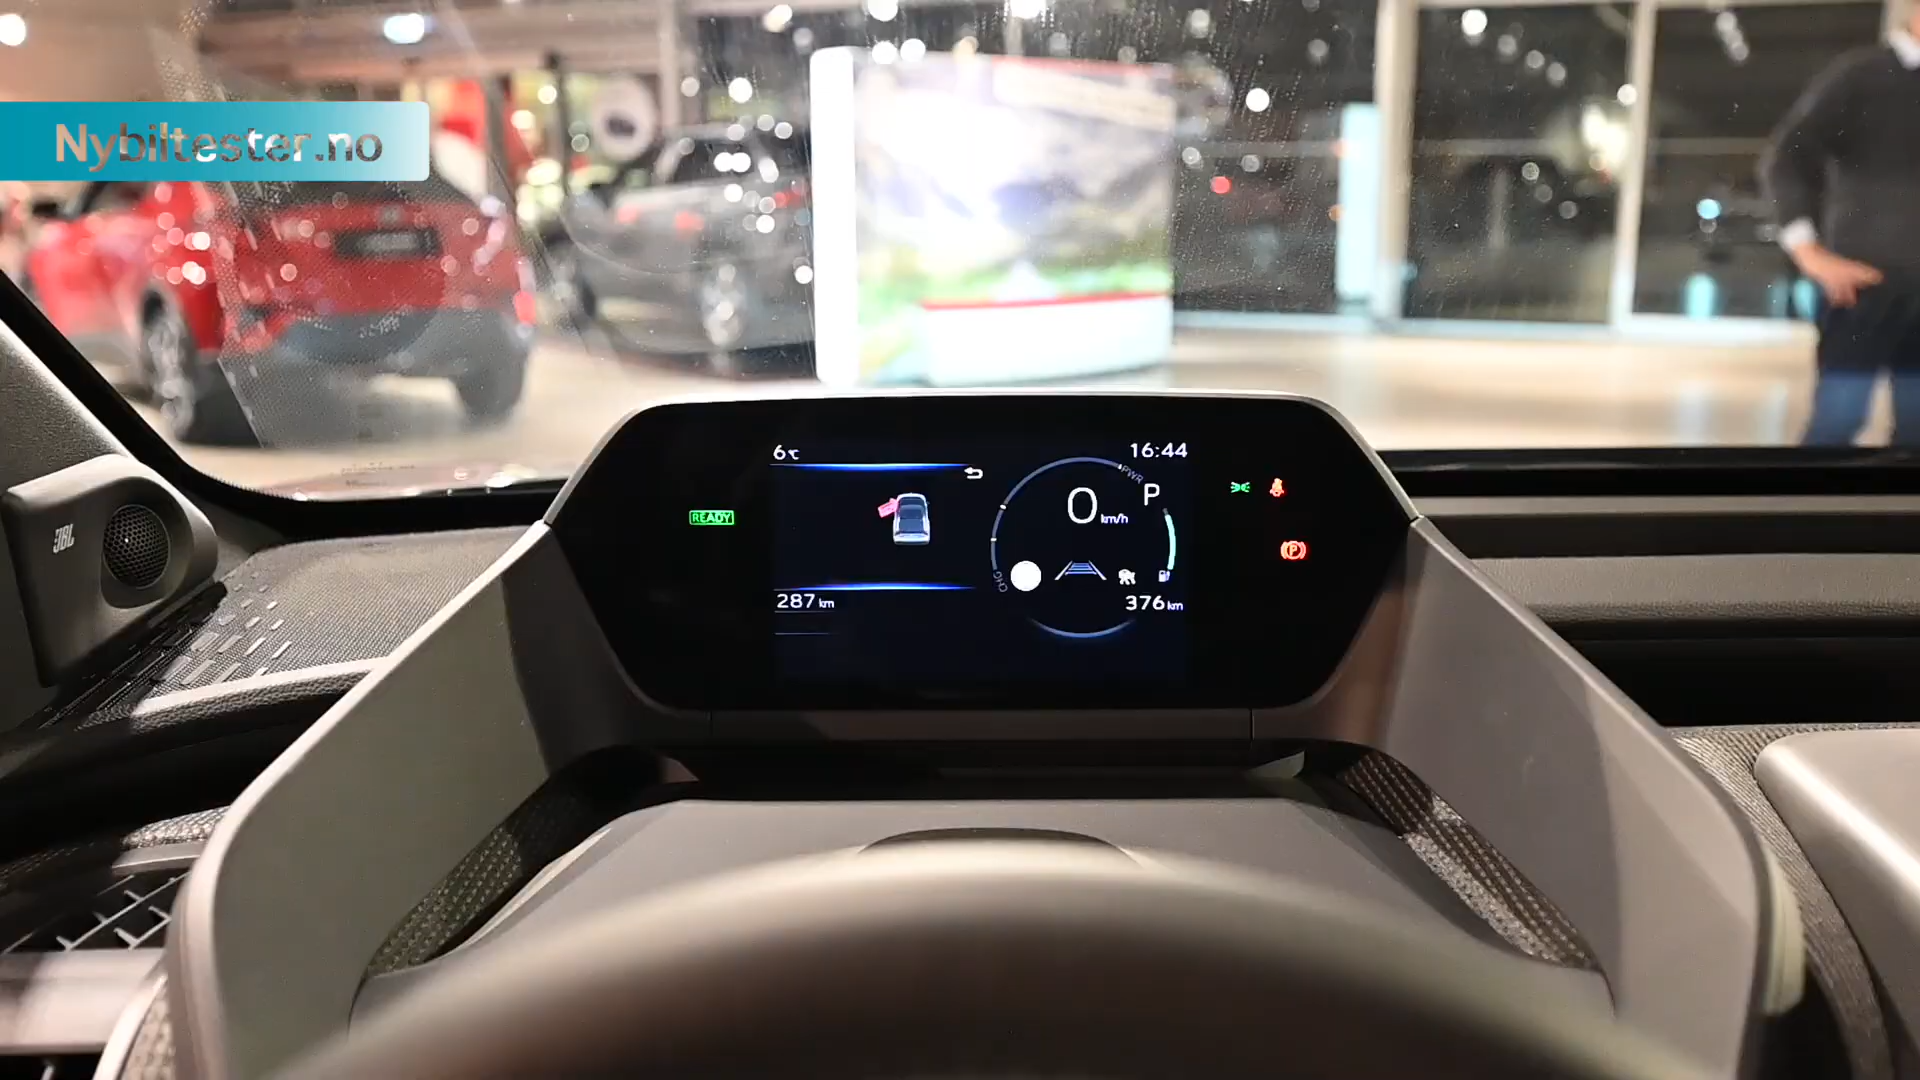 Nybiltester.no
JBL
6°C
16:44
PWR
P
READY
0 km/h
CHG
287 km
376 km
P